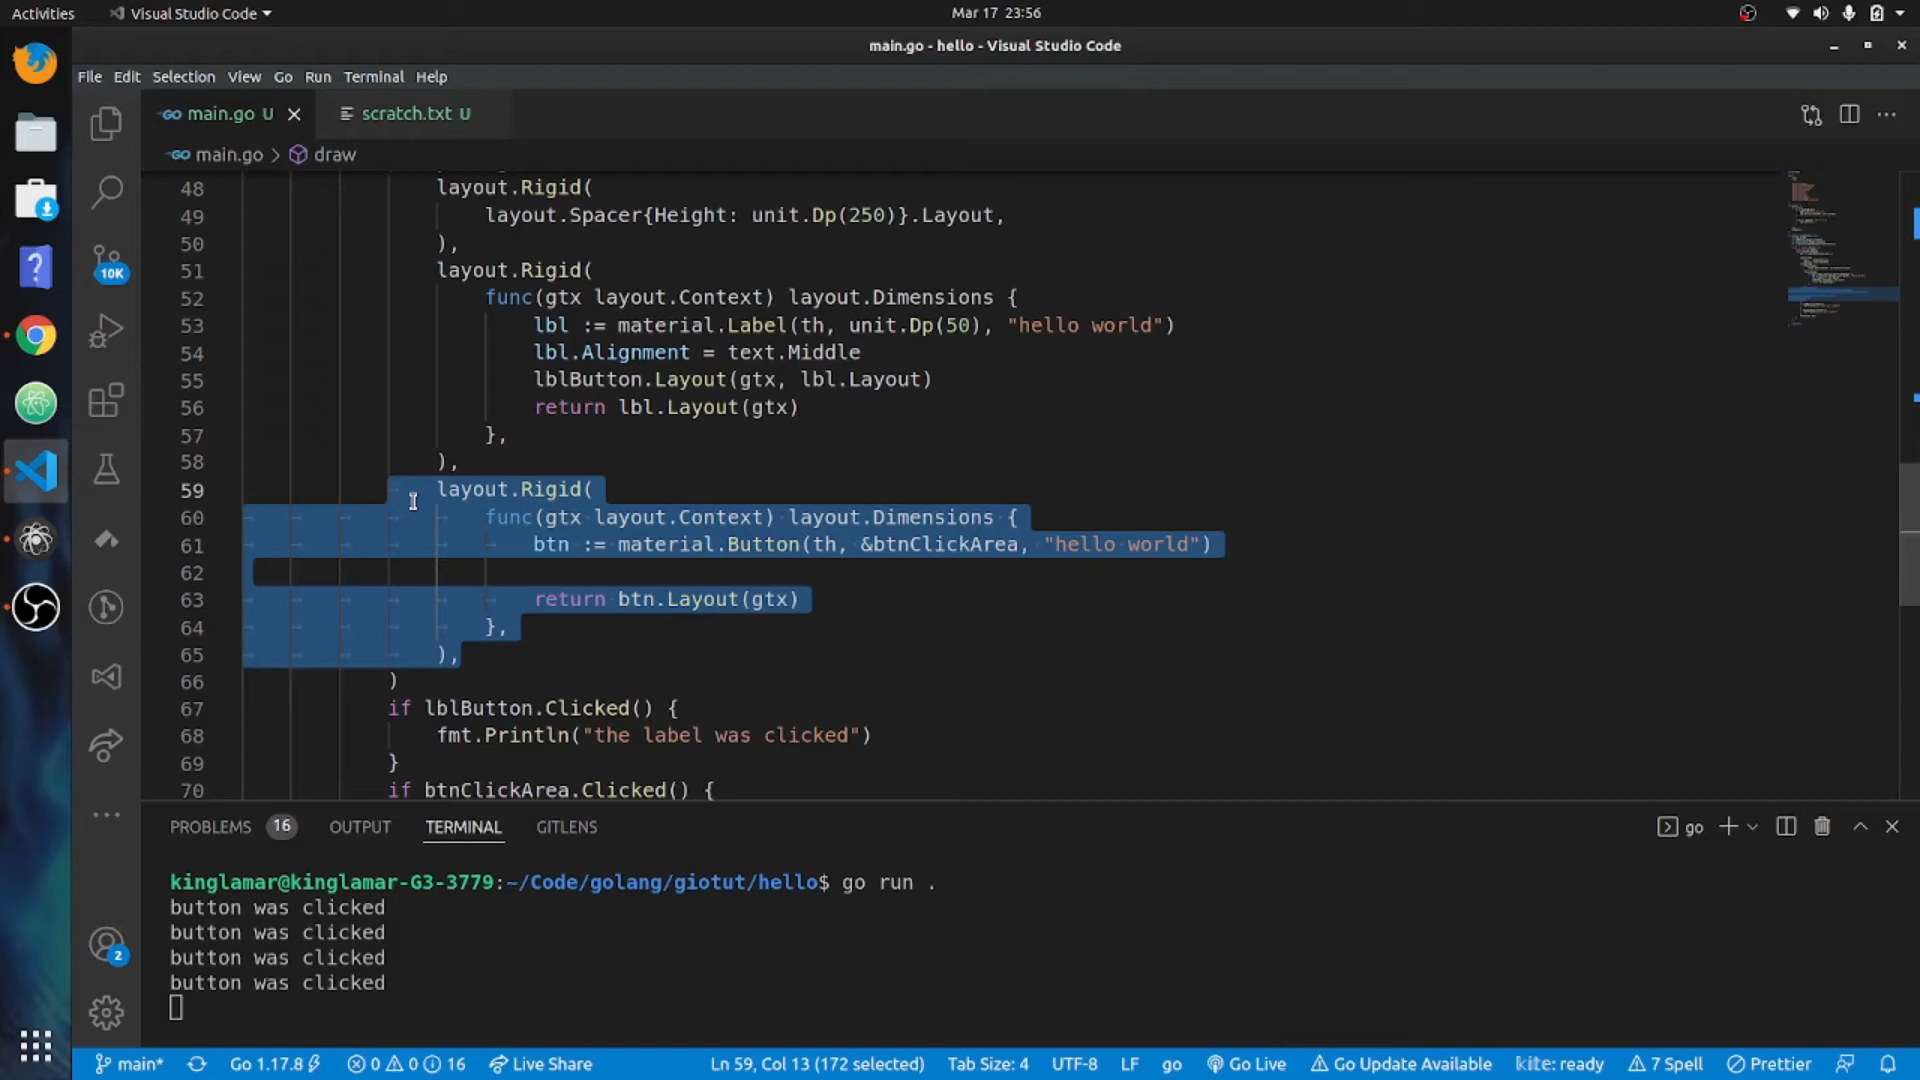 Activities
Visual Studio Code
Mar 17 23:56
main.go - hello - Visual Studio Code
File Edit Selection View Go Run Terminal Help
main.go U
scratch.txt U
main.go > draw
48 layout.Rigid(
49 layout.Spacer{Height: unit.Dp(250)}.Layout,
50 ),
51 layout.Rigid(
52 func(gtx layout.Context) layout.Dimensions {
53 lbl := material.Label(th, unit.Dp(50), "hello world")
54 lbl.Alignment = text.Middle
55 lblButton.Layout(gtx, lbl.Layout)
56 return lbl.Layout(gtx)
57 },
58 ),
59 layout.Rigid(
60 func(gtx layout.Context) layout.Dimensions {
61 btn := material.Button(th, &btnClickArea, "hello world")
62
63 return btn.Layout(gtx)
64 },
65 ),
66 )
67 if lblButton.Clicked() {
68 fmt.Println("the label was clicked")
69 }
70 if btnClickArea.Clicked() {
10K
2
PROBLEMS 16 OUTPUT TERMINAL GITLENS
go
kinglamar@kinglamar-G3-3779:~/Code/golang/giotut/hello$ go run .
button was clicked
button was clicked
button was clicked
button was clicked
main* Go 1.17.8 0 0 16 Live Share Ln 59, Col 13 (172 selected) Tab Size: 4 UTF-8 LF go Go Live Go Update Available kite: ready 7 Spell Prettier